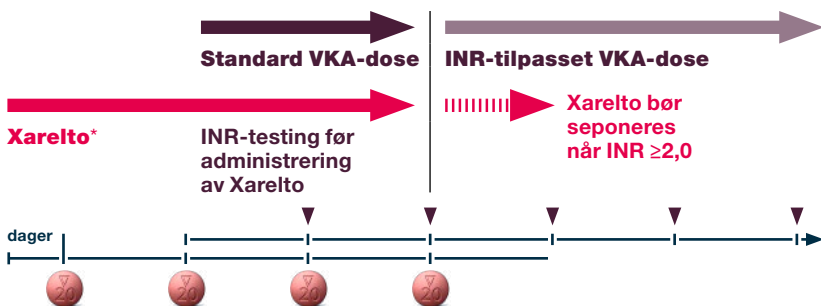 Standard VKA-dose
INR-tilpasset VKA-dose
Xarelto*
INR-testing før
administrering
av Xarelto
Xarelto bør
seponeres
når INR ≥2,0
dager
20
20
20
20